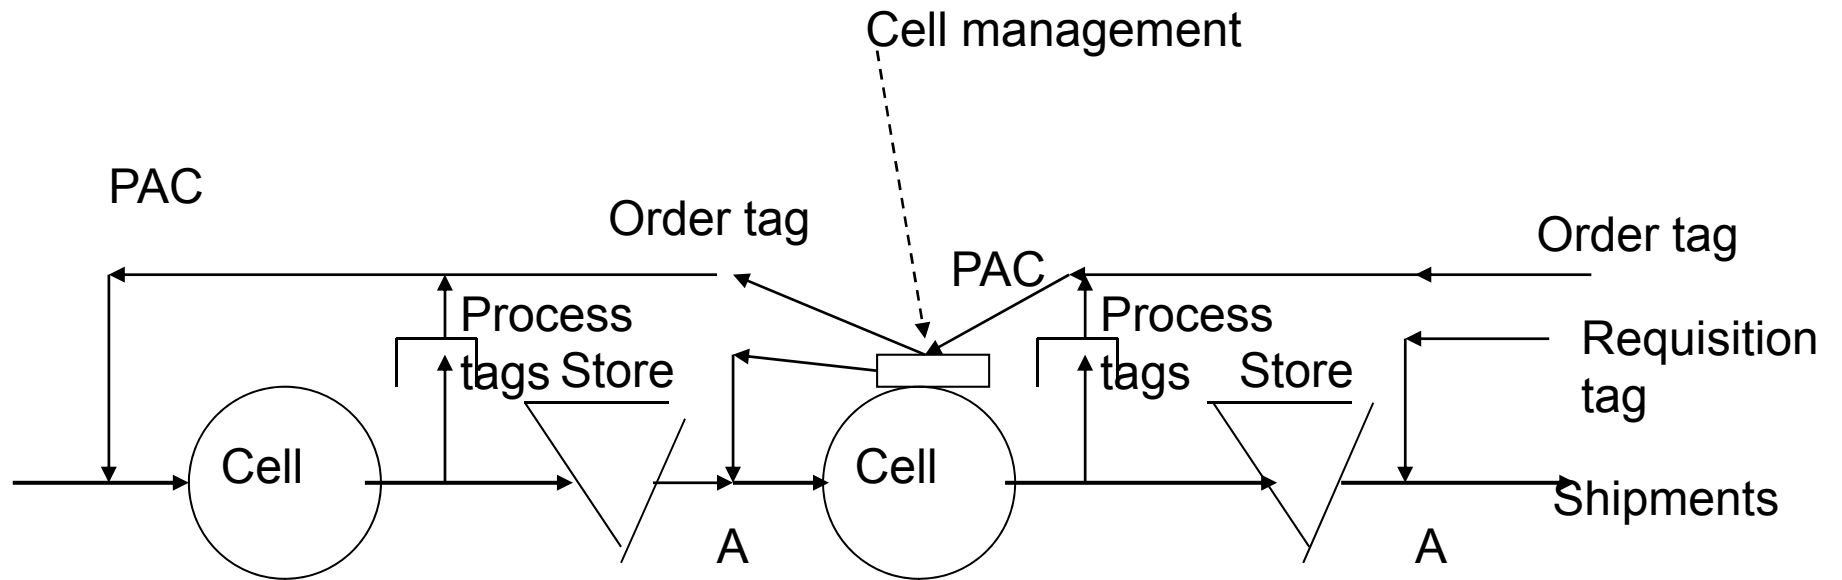 Cell management
PAC
Order tag
Order tag
PAC
Process
tags
Store
Process
tags
Store
Requisition
tag
Cell
Cell
Shipments
A
A